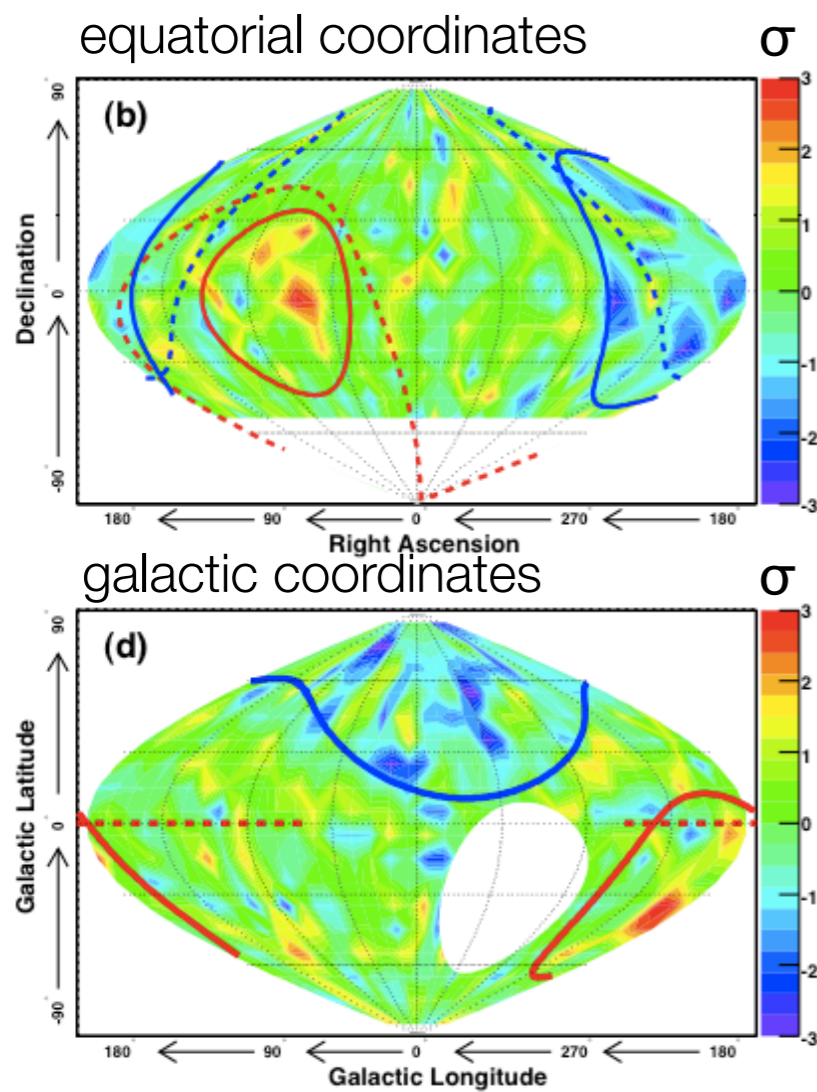 equatorial coordinates σ
(b)
90
0
-90
Declination
180 90 0 270 180
Right Ascension
3
2
1
0
-1
-2
-3
galactic coordinates σ
(d)
90
0
-90
Galactic Latitude
180 90 0 270 180
Galactic Longitude
3
2
1
0
-1
-2
-3